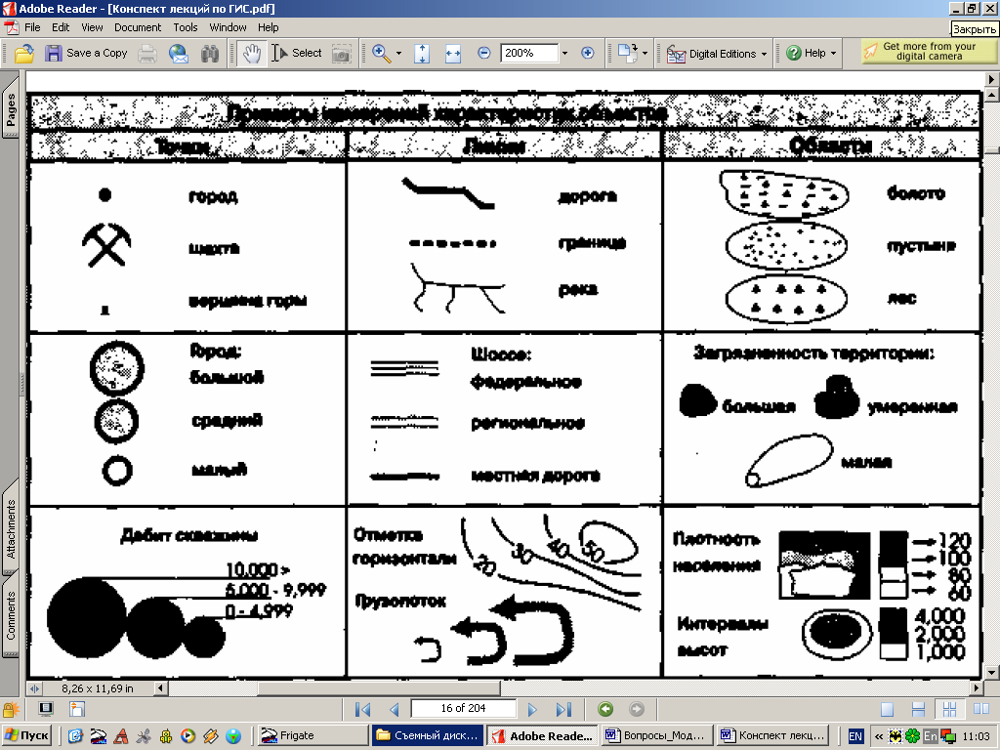 Adobe Reader - [Конспект лекций по ГИС.pdf]
File Edit View Document Tools Window Help
Закрыть
Save a Copy Select 200% Digital Editions Help Get more from your digital camera
Pages
Attachments
Comments
Примеры измерений характеристик объектов
Точки Линии Области
город дорога болото
шахта граница пустыня
вершина горы река лес
Город: Шоссе: Загрязненность территории:
большой федеральное большая умеренная
средний региональное
малый местная дорога малая
Дебит скважины
10,000 >
5,000 - 9,999
0 - 4,999
Отметка горизонтали
20 30 40 50
Грузопоток
Плотность населения
120
100
80
60
Интервалы высот
4,000
2,000
1,000
8,26 x 11,69 in
16 of 204
Пуск Frigate Съемный диск... Adobe Reade... Вопросы_Мод... Конспект лекц... EN « En 11:03